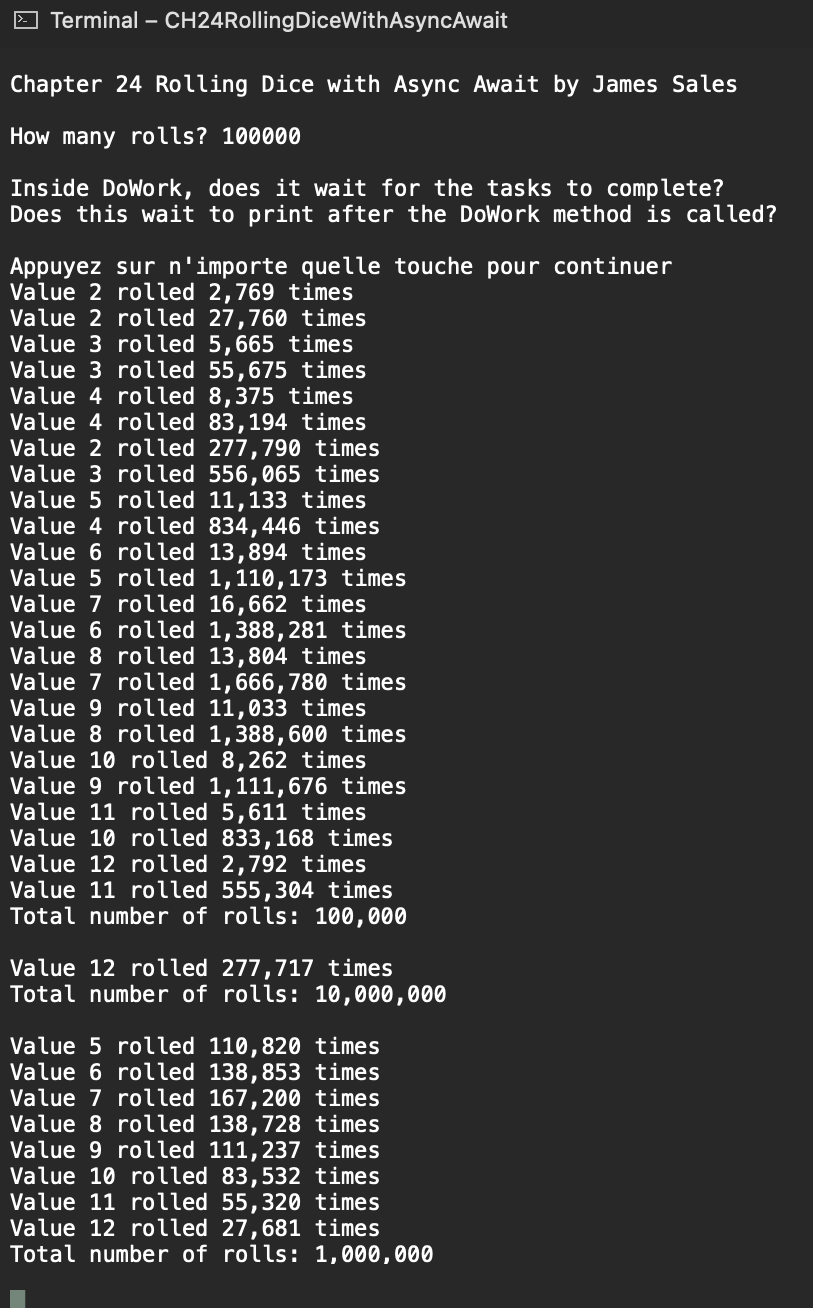 Terminal – CH24RollingDiceWithAsyncAwait
Chapter 24 Rolling Dice with Async Await by James Sales
How many rolls? 100000
Inside DoWork, does it wait for the tasks to complete?
Does this wait to print after the DoWork method is called?
Appuyez sur n'importe quelle touche pour continuer
Value 2 rolled 2,769 times
Value 2 rolled 27,760 times
Value 3 rolled 5,665 times
Value 3 rolled 55,675 times
Value 4 rolled 8,375 times
Value 4 rolled 83,194 times
Value 2 rolled 277,790 times
Value 3 rolled 556,065 times
Value 5 rolled 11,133 times
Value 4 rolled 834,446 times
Value 6 rolled 13,894 times
Value 5 rolled 1,110,173 times
Value 7 rolled 16,662 times
Value 6 rolled 1,388,281 times
Value 8 rolled 13,804 times
Value 7 rolled 1,666,780 times
Value 9 rolled 11,033 times
Value 8 rolled 1,388,600 times
Value 10 rolled 8,262 times
Value 9 rolled 1,111,676 times
Value 11 rolled 5,611 times
Value 10 rolled 833,168 times
Value 12 rolled 2,792 times
Value 11 rolled 555,304 times
Total number of rolls: 100,000
Value 12 rolled 277,717 times
Total number of rolls: 10,000,000
Value 5 rolled 110,820 times
Value 6 rolled 138,853 times
Value 7 rolled 167,200 times
Value 8 rolled 138,728 times
Value 9 rolled 111,237 times
Value 10 rolled 83,532 times
Value 11 rolled 55,320 times
Value 12 rolled 27,681 times
Total number of rolls: 1,000,000